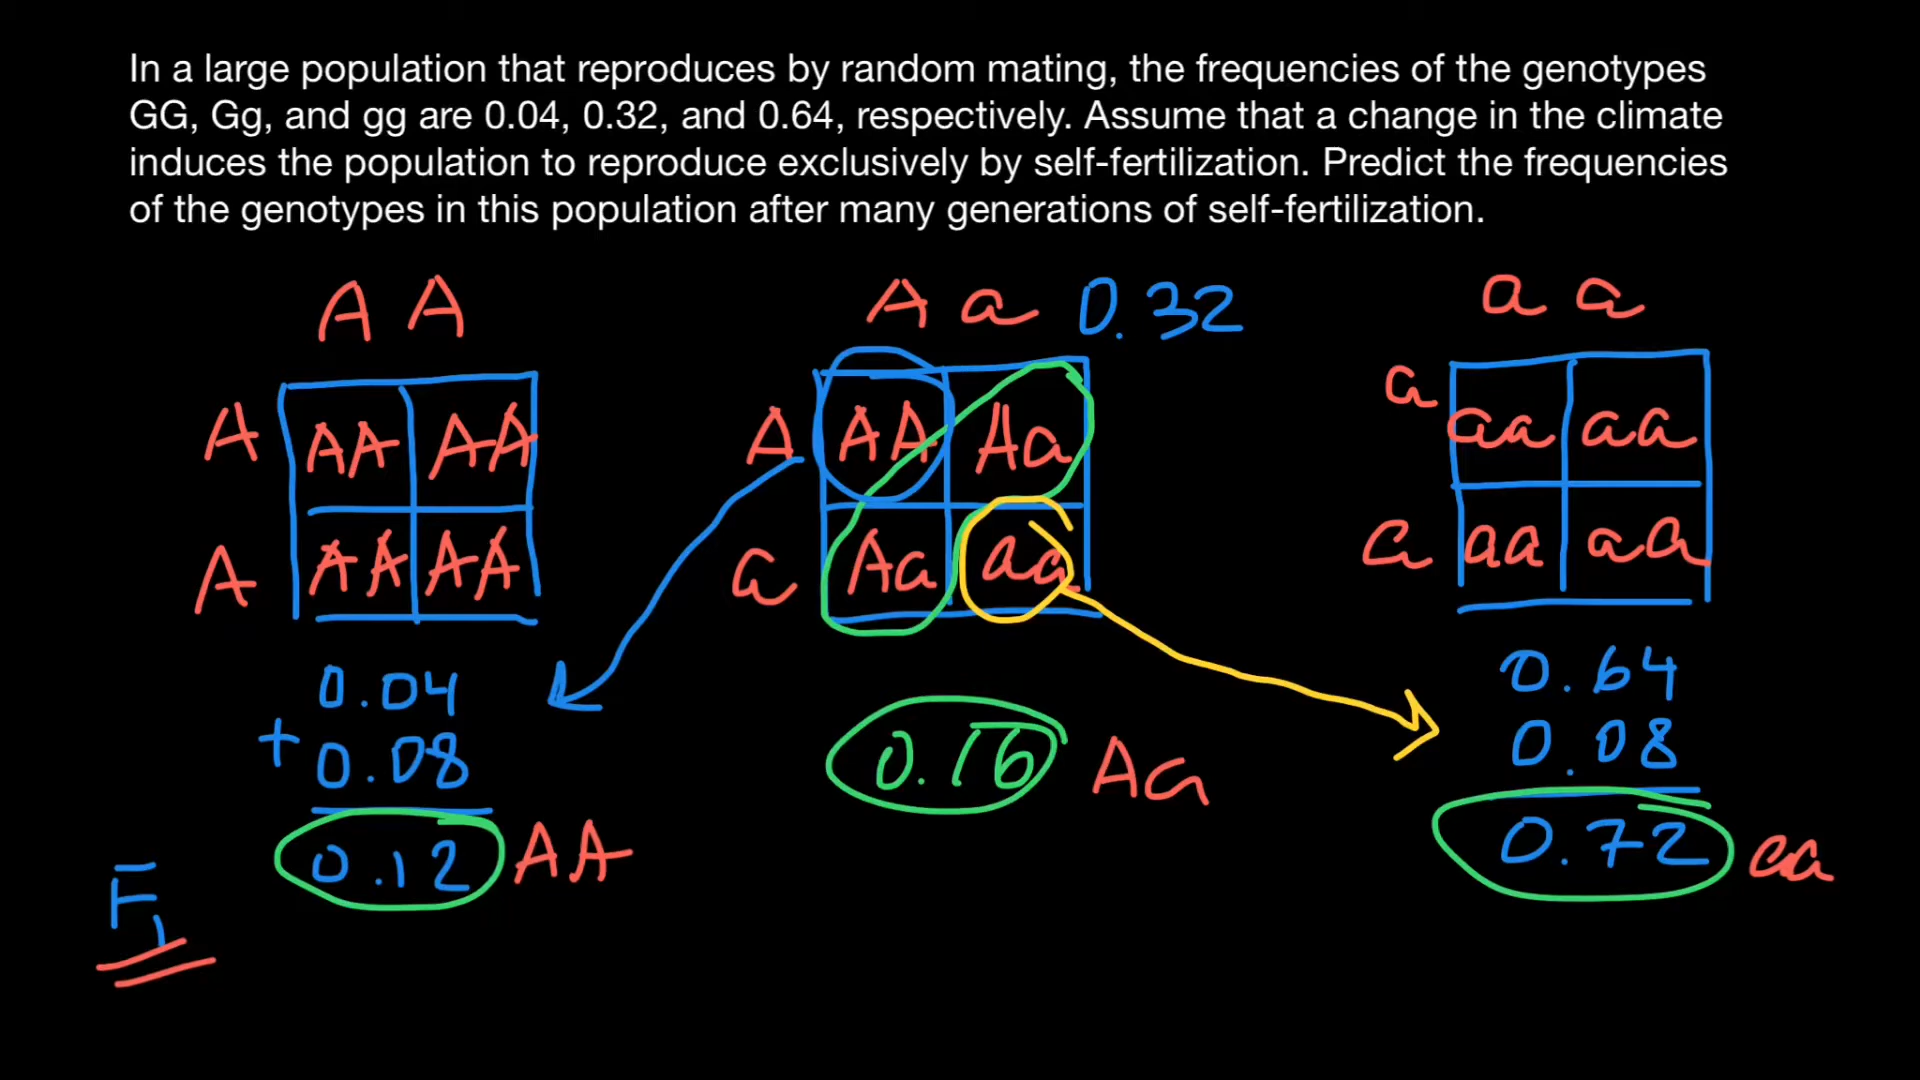 In a large population that reproduces by random mating, the frequencies of the genotypes
GG, Gg, and gg are 0.04, 0.32, and 0.64, respectively. Assume that a change in the climate
induces the population to reproduce exclusively by self-fertilization. Predict the frequencies
of the genotypes in this population after many generations of self-fertilization.
A A
A AA AA
A AA AA
0.04
+ 0.08
0.12 AA
F1
A a 0.32
A AA Aa
a Aa aa
0.16 Aa
a a
a aa aa
a aa aa
0.64
0.08
0.72 aa